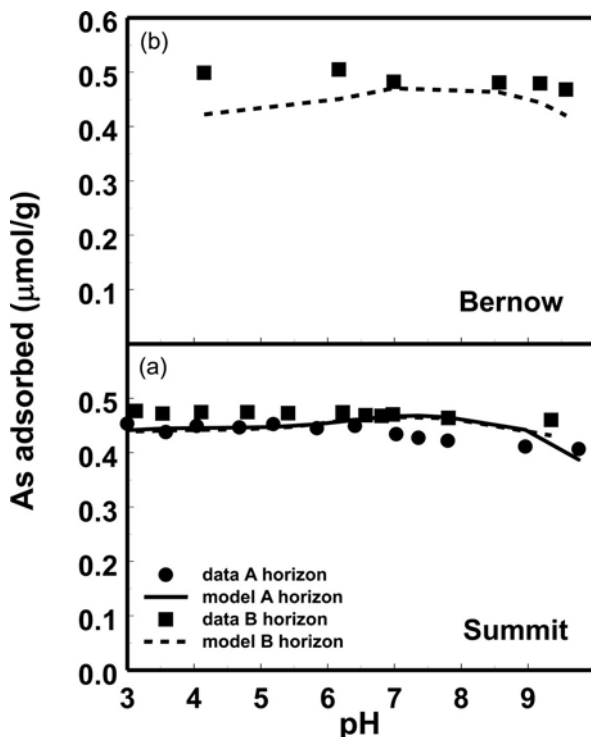 0.6
(b)
0.5
0.4
0.3
0.2
0.1
Bernow
As adsorbed (μmol/g)
(a)
0.5
0.4
0.3
0.2
0.1
0.0
data A horizon
model A horizon
data B horizon
model B horizon
Summit
3 4 5 6 7 8 9
pH